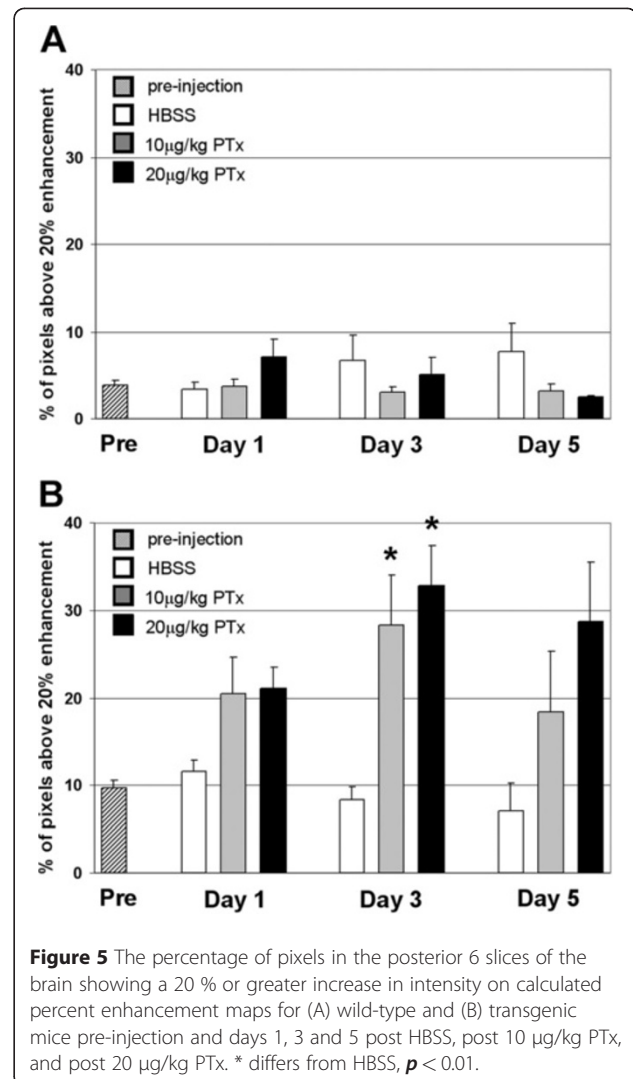 A
% of pixels above 20% enhancement
40
30
20
10
0
pre-injection
HBSS
10µg/kg PTx
20µg/kg PTx
Pre Day 1 Day 3 Day 5
B
% of pixels above 20% enhancement
40
30
20
10
0
pre-injection
HBSS
10µg/kg PTx
20µg/kg PTx
* *
Pre Day 1 Day 3 Day 5
Figure 5 The percentage of pixels in the posterior 6 slices of the
brain showing a 20 % or greater increase in intensity on calculated
percent enhancement maps for (A) wild-type and (B) transgenic
mice pre-injection and days 1, 3 and 5 post HBSS, post 10 µg/kg PTx,
and post 20 µg/kg PTx. * differs from HBSS, p < 0.01.